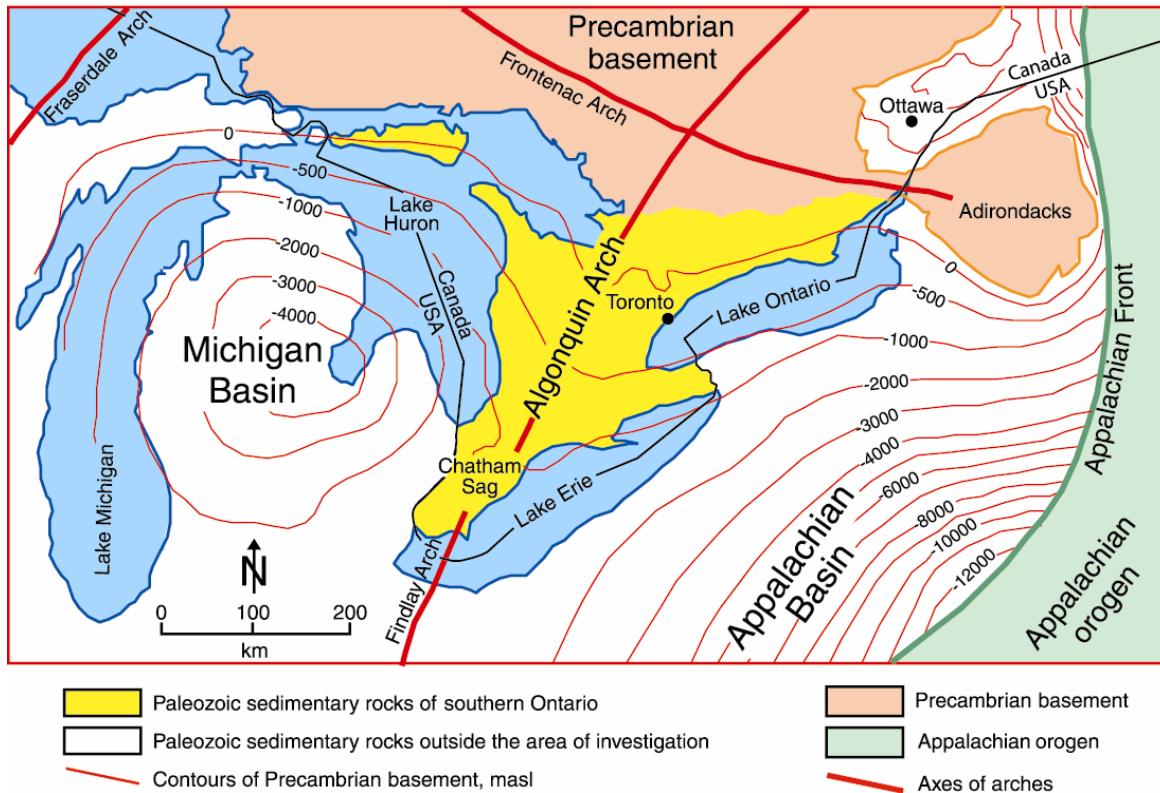 Fraserdale Arch
Precambrian
basement
Frontenac Arch
Canada
USA
Ottawa
Adirondacks
0
-500
-1000
-2000
-3000
-4000
Lake
Huron
Canada
USA
Michigan
Basin
Lake Michigan
Algonquin Arch
Toronto
Lake Ontario
0
-500
-1000
-2000
-3000
-4000
-6000
-8000
-10000
-12000
Chatham
Sag
Lake Erie
Findlay Arch
Appalachian
Basin
Appalachian Front
Appalachian
orogen
N
0 100 200
km
Paleozoic sedimentary rocks of southern Ontario
Paleozoic sedimentary rocks outside the area of investigation
Contours of Precambrian basement, masl
Precambrian basement
Appalachian orogen
Axes of arches